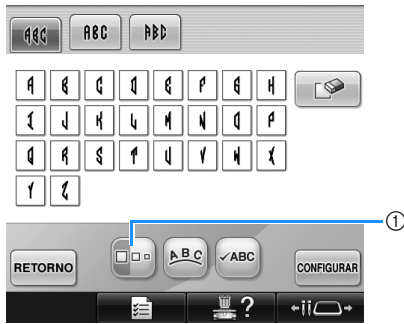 ABC ABC ABC
A B C D E F G H
I J K L M N O P
Q R S T U V W X
Y Z
①
ABC ✓ABC
RETORNO CONFIGURAR
?